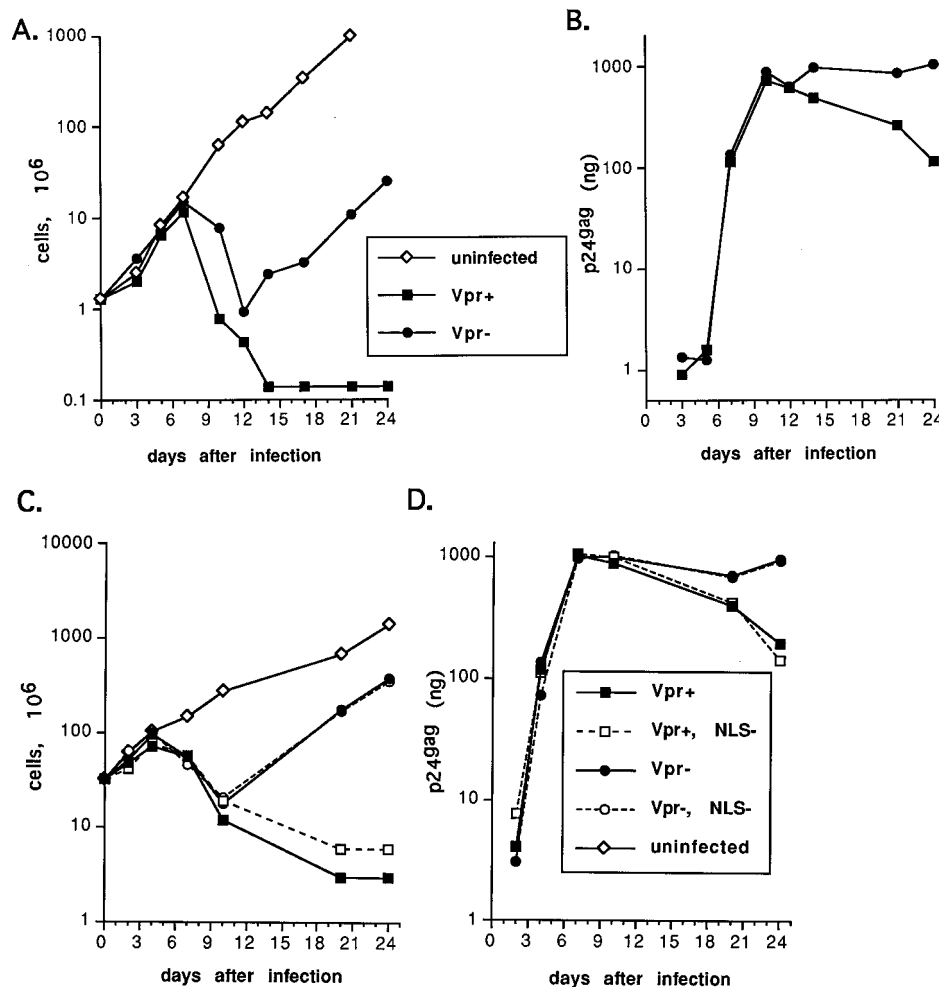 A.
1000
100
10
1
0.1
cells, 10^6
0 3 6 9 12 15 18 21 24
days after infection
uninfected
Vpr+
Vpr-
B.
1000
100
10
1
p24gag (ng)
0 3 6 9 12 15 18 21 24
days after infection
C.
10000
1000
100
10
1
cells, 10^6
0 3 6 9 12 15 18 21 24
days after infection
D.
1000
100
10
1
p24gag (ng)
0 3 6 9 12 15 18 21 24
days after infection
Vpr+
Vpr+, NLS-
Vpr-
Vpr-, NLS-
uninfected